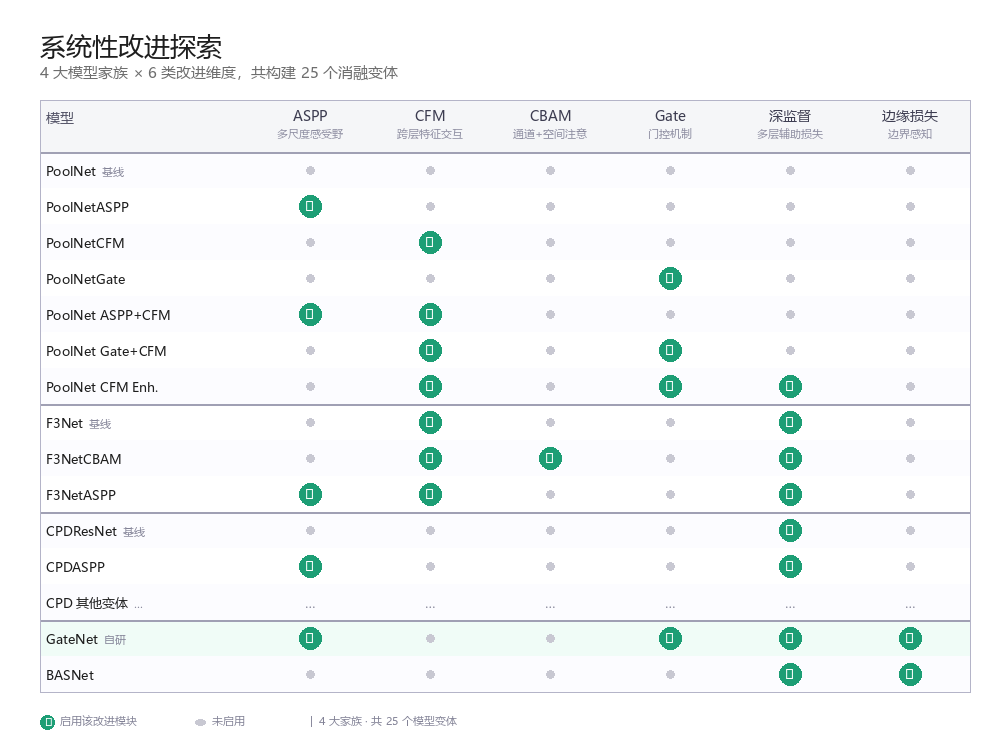 系统性改进探索
4 大模型家族 × 6 类改进维度，共构建 25 个消融变体
模型 ASPP CFM CBAM Gate 深监督 边缘损失
多尺度感受野 跨层特征交互 通道+空间注意 门控机制 多层辅助损失 边界感知
PoolNet 基线
PoolNetASPP
PoolNetCFM
PoolNetGate
PoolNet ASPP+CFM
PoolNet Gate+CFM
PoolNet CFM Enh.
F3Net 基线
F3NetCBAM
F3NetASPP
CPDResNet 基线
CPDASPP
CPD 其他变体 ... ... ... ... ... ... ...
GateNet 自研
BASNet
启用该改进模块 未启用 | 4 大家族 · 共 25 个模型变体